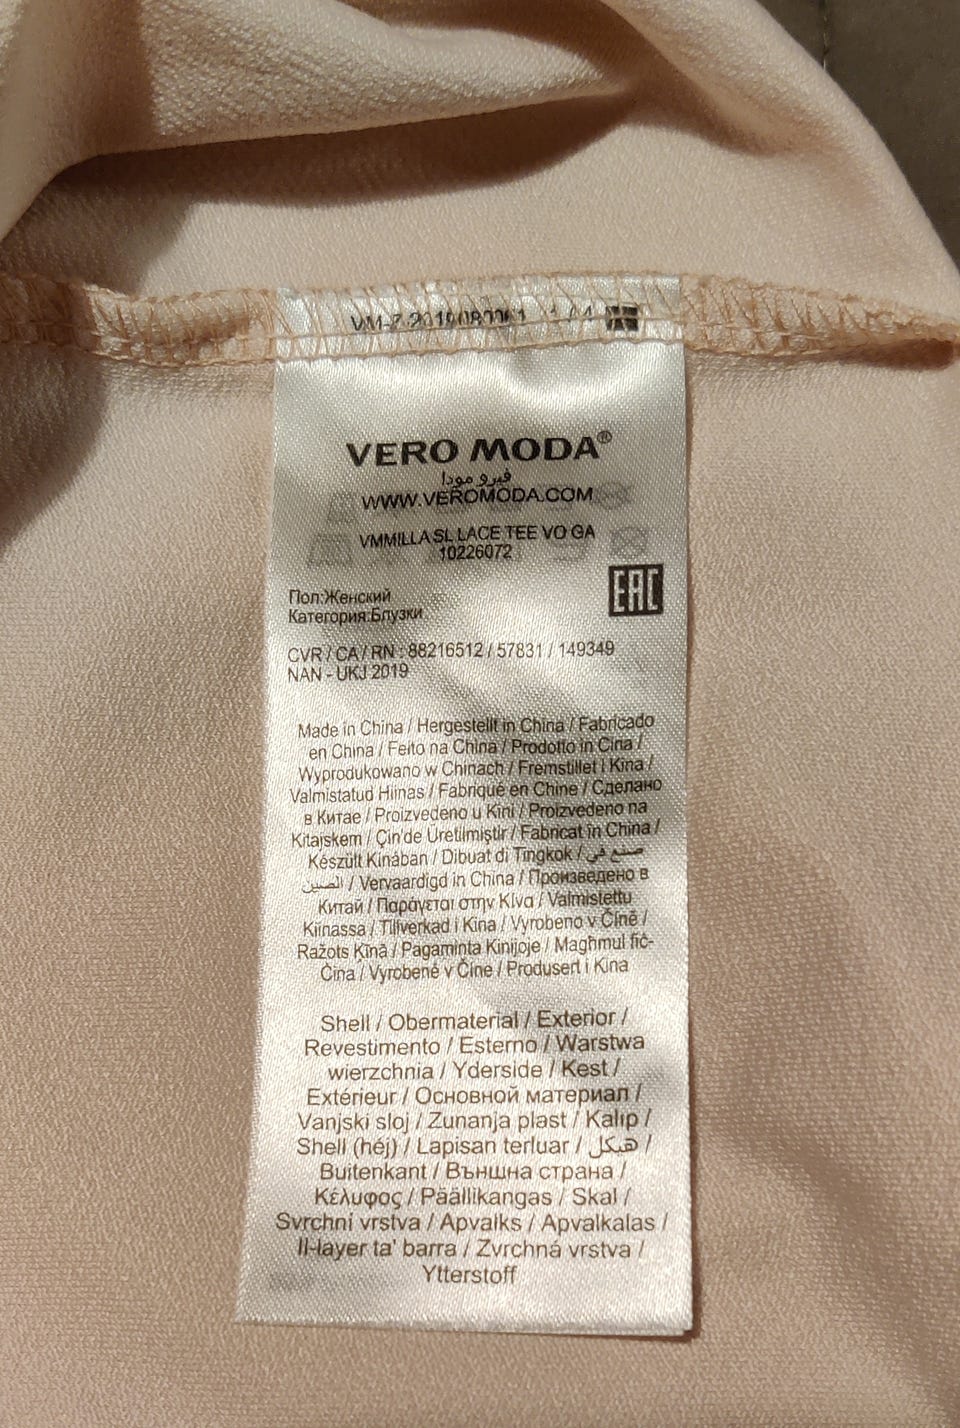 VERO MODA®
فيرو مودا
WWW.VEROMODA.COM
VMMILLA SL LACE TEE VO GA
10226072
EAC
Пол:Женский
Категория:Блузки
CVR / CA / RN : 88216512 / 57831 / 149349
NAN - UKJ 2019
Made in China / Hergestellt in China / Fabricado
en China / Feito na China / Prodotto in Cina /
Wyprodukowano w Chinach / Fremstillet i Kina /
Valmistatud Hiinas / Fabriqué en Chine / Сделано
в Китае / Proizvedeno u Kini / Proizvedeno na
Kitajskem / Çin'de Üretilmiştir / Fabricat in China /
Készült Kínában / Dibuat di Tingkok / صنع في
الصين / Vervaardigd in China / Произведено в
Китай / Παράγεται στην Κίνα / Valmistettu
Kiinassa / Tillverkad i Kina / Vyrobeno v Číně /
Ražots Ķīnā / Pagaminta Kinijoje / Magħmul fiċ-
Ċina / Vyrobené v Číne / Produsert i Kina
Shell / Obermaterial / Exterior /
Revestimento / Esterno / Warstwa
wierzchnia / Yderside / Kest /
Extérieur / Основной материал /
Vanjski sloj / Zunanja plast / Kalıp /
Shell (héj) / Lapisan terluar / هيكل /
Buitenkant / Външна страна /
Κέλυφος / Päällikangas / Skal /
Svrchní vrstva / Apvalks / Apvalkalas /
Il-layer ta' barra / Zvrchná vrstva /
Ytterstoff